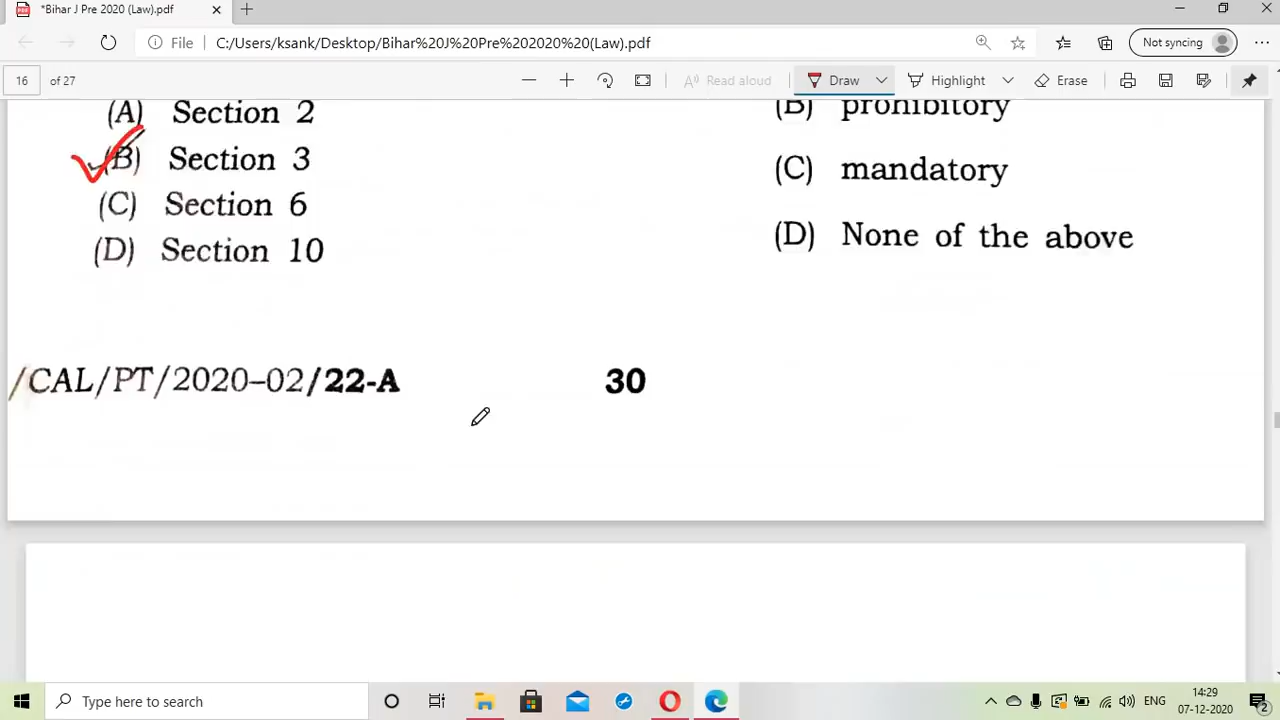 *Bihar J Pre 2020 (Law).pdf
File
C:/Users/ksank/Desktop/Bihar%20J%20Pre%202020%20(Law).pdf
Not syncing
16 of 27
Read aloud
Draw
Highlight
Erase
(A) Section 2
(B) Section 3
(C) Section 6
(D) Section 10
(B) prohibitory
(C) mandatory
(D) None of the above
/CAL/PT/2020–02/22-A
30
Type here to search
ENG
14:29
07-12-2020
2